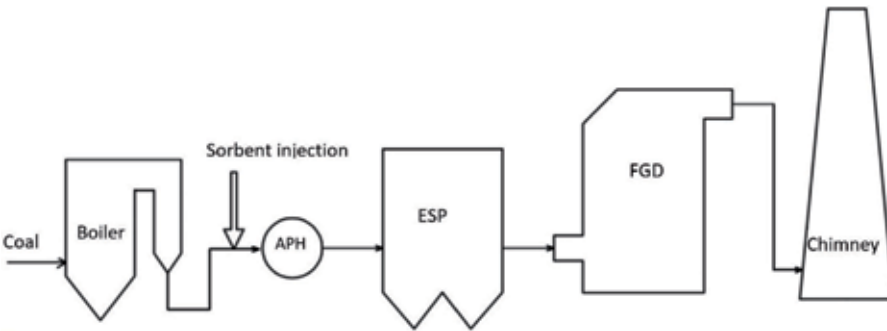 Coal
Boiler
Sorbent injection
APH
ESP
FGD
Chimney